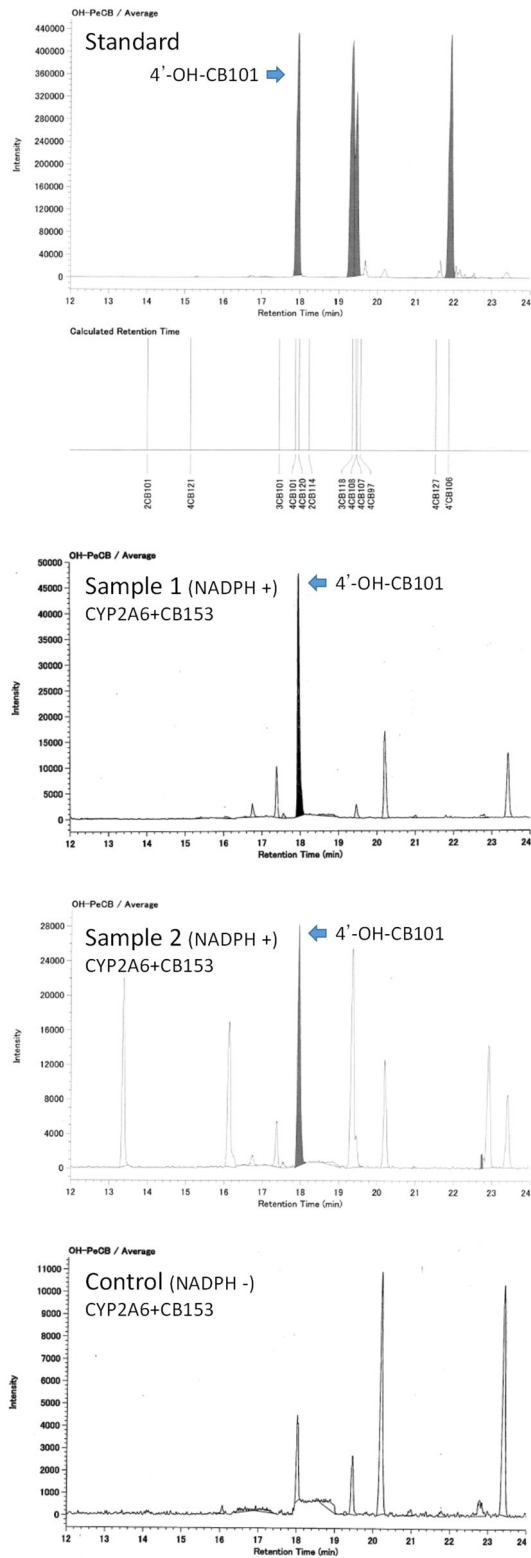 OH-PeCB / Average
Standard
4'-OH-CB101
440000
400000
360000
320000
280000
240000
200000
160000
120000
80000
40000
0
Intensity
12 13 14 15 16 17 18 19 20 21 22 23 24
Retention Time (min)
Calculated Retention Time
2CB101
4CB121
3CB101
4CB101
4CB120
2CB114
3CB118
4CB108
4CB107
4CB97
4CB127
4'CB106
OH-PeCB / Average
Sample 1 (NADPH +)
CYP2A6+CB153
4'-OH-CB101
50000
45000
40000
35000
30000
25000
20000
15000
10000
5000
0
Intensity
12 13 14 15 16 17 18 19 20 21 22 23 24
Retention Time (min)
OH-PeCB / Average
Sample 2 (NADPH +)
CYP2A6+CB153
4'-OH-CB101
28000
24000
20000
16000
12000
8000
4000
0
Intensity
12 13 14 15 16 17 18 19 20 21 22 23 24
Retention Time (min)
OH-PeCB / Average
Control (NADPH -)
CYP2A6+CB153
11000
10000
9000
8000
7000
6000
5000
4000
3000
2000
1000
0
Intensity
12 13 14 15 16 17 18 19 20 21 22 23 24
Retention Time (min)